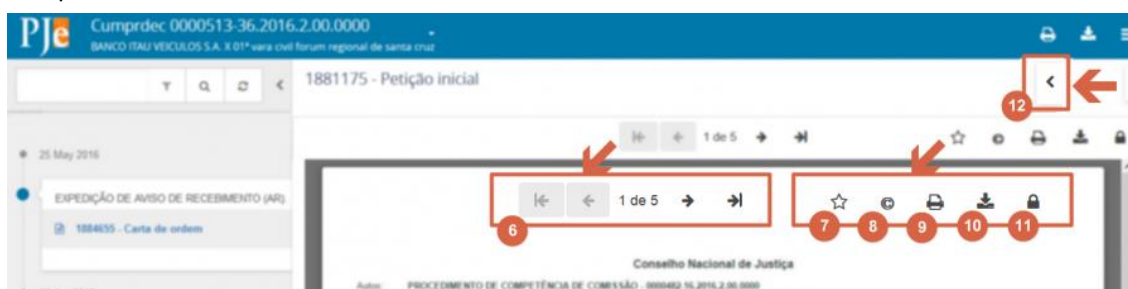 PJe
Cumprdec 0000513-36.2016.2.00.0000
BANCO ITAU VEICULOS S.A. X 01ª vara civil forum regional de santa cruz
1881175 - Petição inicial
12
1 de 5
25 May 2016
EXPEDIÇÃO DE AVISO DE RECEBIMENTO (AR)
1884655 - Carta de ordem
1 de 5
6
7
8
9
10
11
Conselho Nacional de Justiça
Autos: PROCEDIMENTO DE COMPETÊNCIA DE COMISSÃO - 0000482-16.2016.2.00.0000